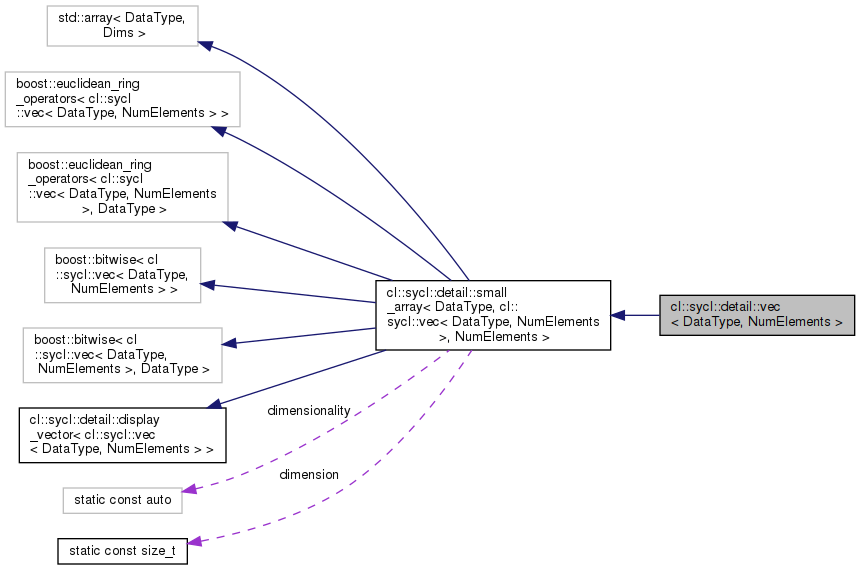 std::array< DataType,
Dims >
boost::euclidean_ring
_operators< cl::sycl
::vec< DataType, NumElements > >
boost::euclidean_ring
_operators< cl::sycl
::vec< DataType, NumElements
>, DataType >
boost::bitwise< cl
::sycl::vec< DataType,
NumElements > >
boost::bitwise< cl
::sycl::vec< DataType,
NumElements >, DataType >
cl::sycl::detail::display
_vector< cl::sycl::vec
< DataType, NumElements > >
static const auto
static const size_t
dimensionality
dimension
cl::sycl::detail::small
_array< DataType, cl::
sycl::vec< DataType, NumElements
>, NumElements >
cl::sycl::detail::vec
< DataType, NumElements >